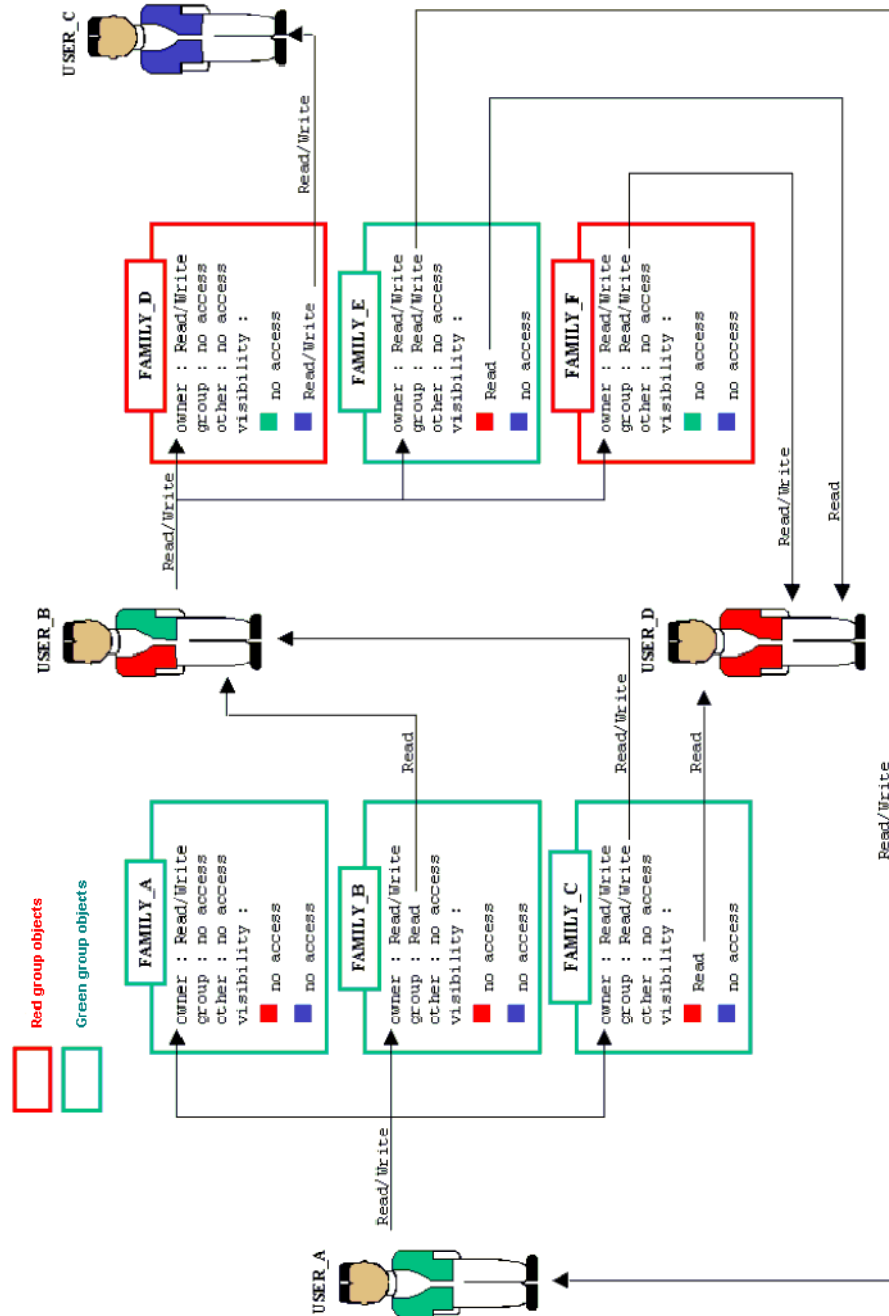 Red group objects
Green group objects
USER_A
Read/Write
FAMILY_A
owner : Read/Write
group : no access
other : no access
visibility :
no access
no access
FAMILY_B
owner : Read/Write
group : Read
other : no access
visibility :
no access
no access
FAMILY_C
owner : Read/Write
group : Read/Write
other : no access
visibility :
Read
no access
Read
Read/Write
Read
USER_B
Read/Write
USER_D
FAMILY_D
owner : Read/Write
group : no access
other : no access
visibility :
no access
Read/Write
FAMILY_E
owner : Read/Write
group : Read/Write
other : no access
visibility :
Read
no access
FAMILY_F
owner : Read/Write
group : Read/Write
other : no access
visibility :
no access
no access
Read/Write
USER_C
Read/Write
Read
Read/Write